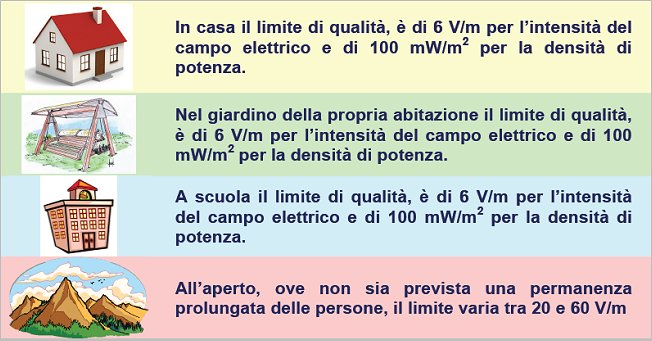 In casa il limite di qualità, è di 6 V/m per l’intensità del
campo elettrico e di 100 mW/m² per la densità di
potenza.
Nel giardino della propria abitazione il limite di qualità,
è di 6 V/m per l’intensità del campo elettrico e di 100
mW/m² per la densità di potenza.
A scuola il limite di qualità, è di 6 V/m per l’intensità
del campo elettrico e di 100 mW/m² per la densità di
potenza.
All’aperto, ove non sia prevista una permanenza
prolungata delle persone, il limite varia tra 20 e 60 V/m